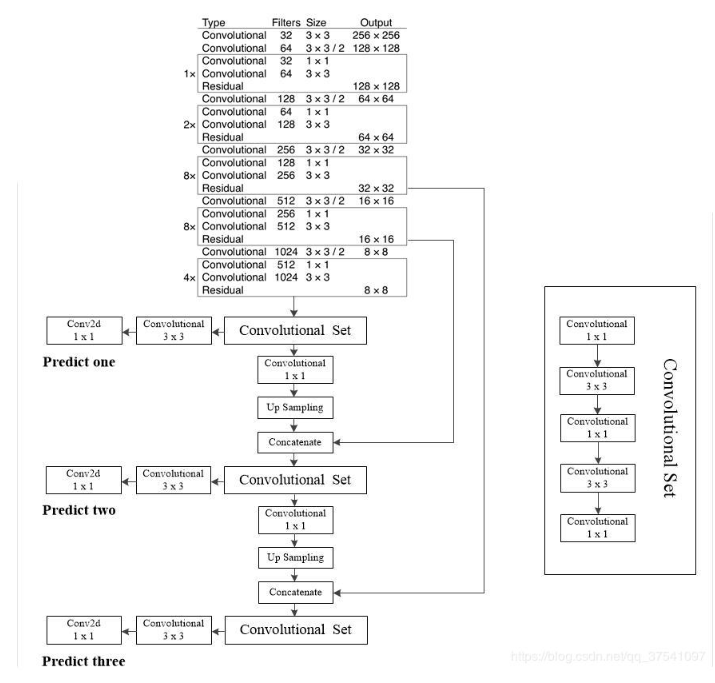 Type Filters Size Output
Convolutional 32 3 × 3 256 × 256
Convolutional 64 3 × 3 / 2 128 × 128
Convolutional 32 1 × 1
1× Convolutional 64 3 × 3
Residual 128 × 128
Convolutional 128 3 × 3 / 2 64 × 64
Convolutional 64 1 × 1
2× Convolutional 128 3 × 3
Residual 64 × 64
Convolutional 256 3 × 3 / 2 32 × 32
Convolutional 128 1 × 1
8× Convolutional 256 3 × 3
Residual 32 × 32
Convolutional 512 3 × 3 / 2 16 × 16
Convolutional 256 1 × 1
8× Convolutional 512 3 × 3
Residual 16 × 16
Convolutional 1024 3 × 3 / 2 8 × 8
Convolutional 512 1 × 1
4× Convolutional 1024 3 × 3
Residual 8 × 8
Conv2d
1 x 1
Convolutional
3 x 3
Convolutional Set
Predict one
Convolutional
1 x 1
Up Sampling
Concatenate
Conv2d
1 x 1
Convolutional
3 x 3
Convolutional Set
Predict two
Convolutional
1 x 1
Up Sampling
Concatenate
Conv2d
1 x 1
Convolutional
3 x 3
Convolutional Set
Predict three
Convolutional
1 x 1
Convolutional
3 x 3
Convolutional
1 x 1
Convolutional
3 x 3
Convolutional
1 x 1
Convolutional Set
https://blog.csdn.net/qq_37541097